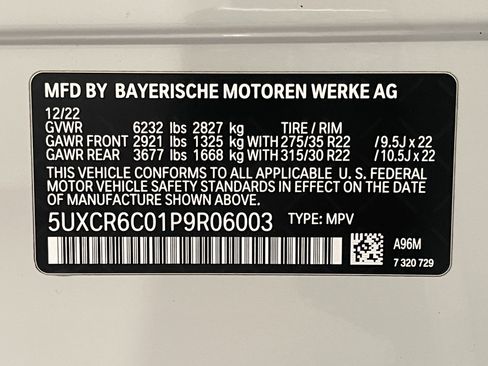 MFD BY BAYERISCHE MOTOREN WERKE AG
12/22
GVWR 6232 lbs 2827 kg TIRE / RIM
GAWR FRONT 2921 lbs 1325 kg WITH 275/35 R22 / 9.5J x 22
GAWR REAR 3677 lbs 1668 kg WITH 315/30 R22 / 10.5J x 22
THIS VEHICLE CONFORMS TO ALL APPLICABLE U. S. FEDERAL
MOTOR VEHICLE SAFETY STANDARDS IN EFFECT ON THE DATE
OF MANUFACTURE SHOWN ABOVE.
5UXCR6C01P9R06003 TYPE: MPV
A96M
7 320 729